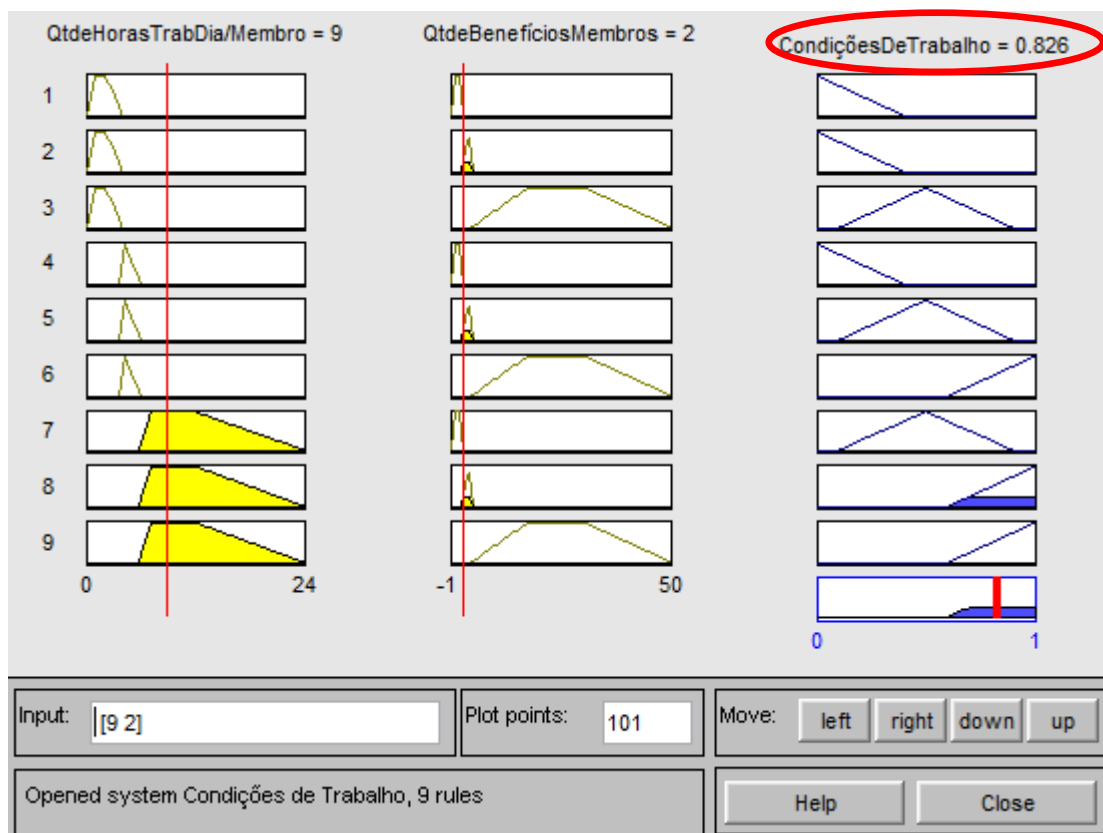 QtdeHorasTrabDia/Membro = 9
QtdeBenefíciosMembros = 2
CondiçõesDeTrabalho = 0.826
1
2
3
4
5
6
7
8
9
0 24
-1 50
0 1
Input: [9 2]
Plot points: 101
Move: left right down up
Opened system Condições de Trabalho, 9 rules
Help Close